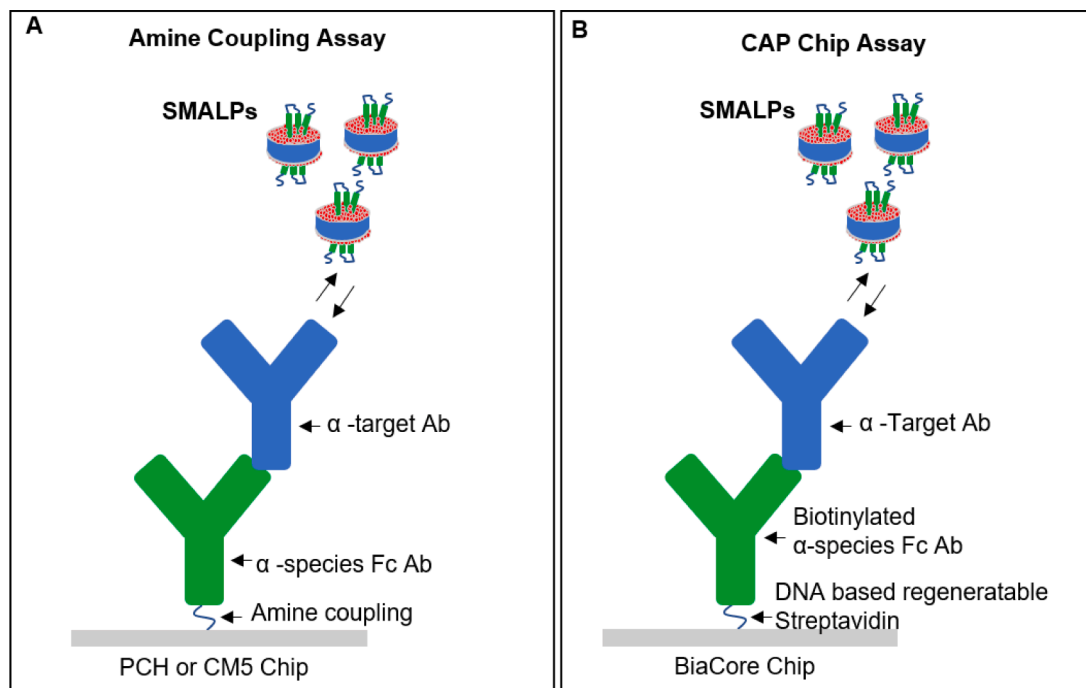 A
Amine Coupling Assay
SMALPs
α -target Ab
α -species Fc Ab
Amine coupling
PCH or CM5 Chip
B
CAP Chip Assay
SMALPs
α -Target Ab
Biotinylated
α-species Fc Ab
DNA based regeneratable
Streptavidin
BiaCore Chip